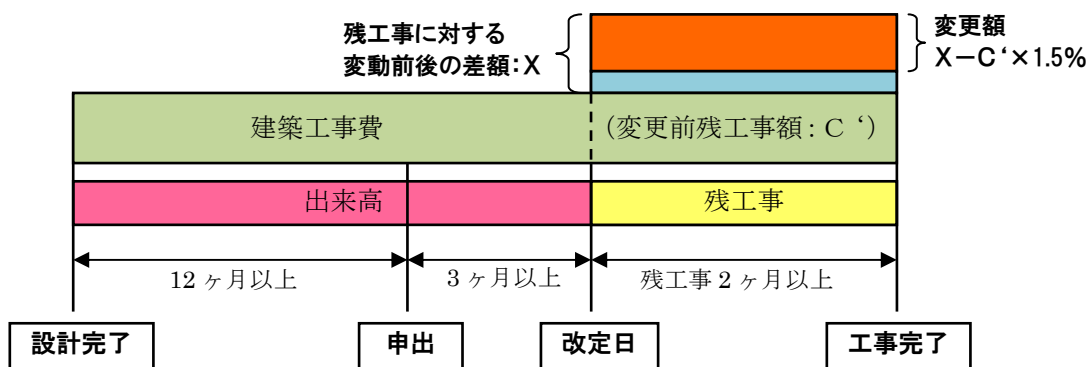 残工事に対する
変動前後の差額：X
変更額
X－C‘×1.5%
建築工事費
（変更前残工事額：C‘）
出来高
残工事
12ヶ月以上
3ヶ月以上
残工事2ヶ月以上
設計完了
申出
改定日
工事完了